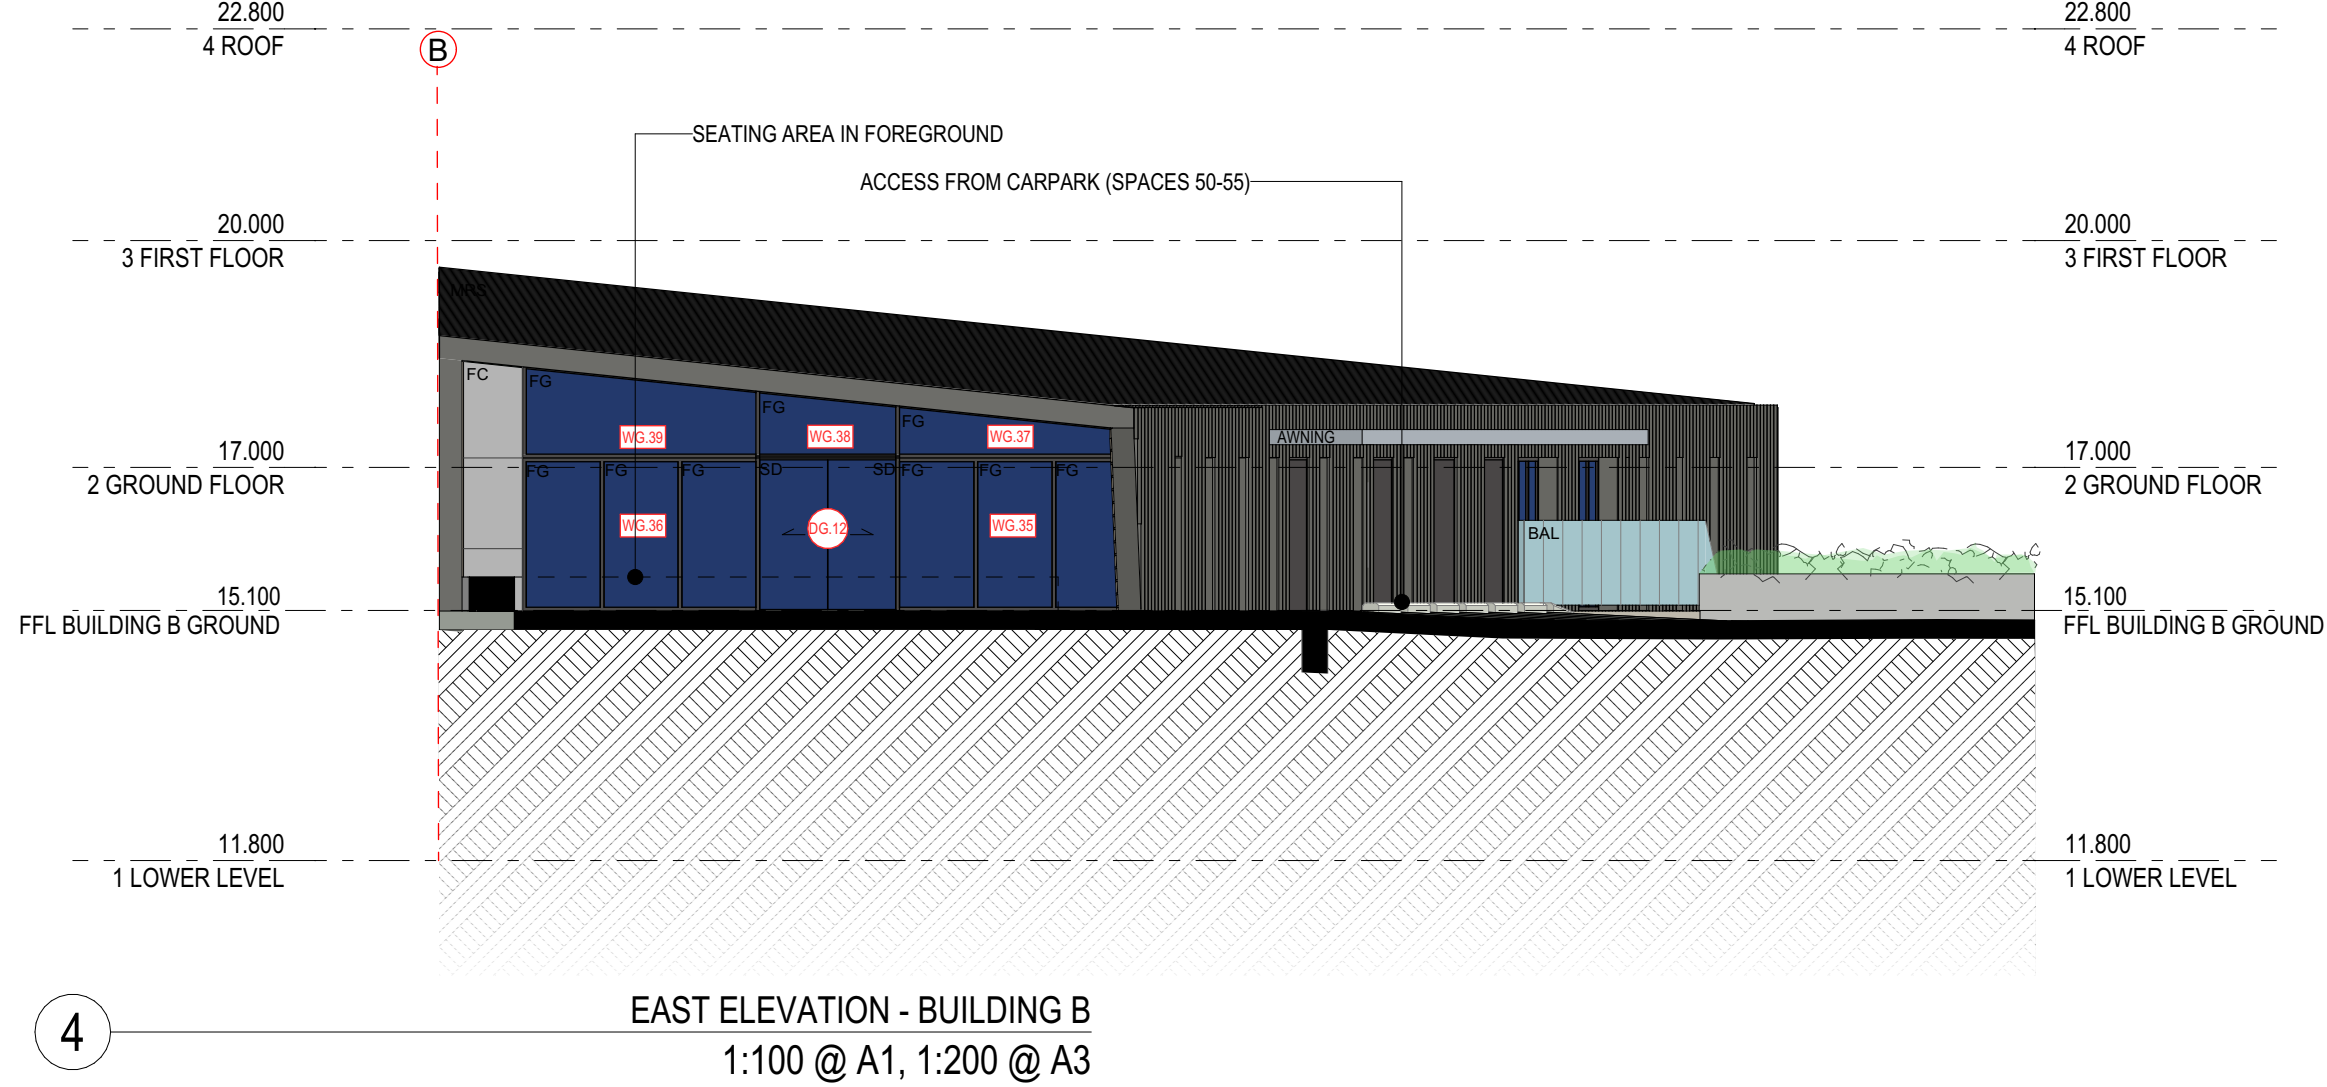 22.800
4 ROOF
22.800
4 ROOF
B
SEATING AREA IN FOREGROUND
ACCESS FROM CARPARK (SPACES 50-55)
20.000
3 FIRST FLOOR
20.000
3 FIRST FLOOR
MRS
FC
FG
FG
FG
WG.39
WG.38
WG.37
AWNING
17.000
2 GROUND FLOOR
17.000
2 GROUND FLOOR
FG FG FG SD SD FG FG FG
WG.36
DG.12
WG.35
BAL
15.100
FFL BUILDING B GROUND
15.100
FFL BUILDING B GROUND
11.800
1 LOWER LEVEL
11.800
1 LOWER LEVEL
4
EAST ELEVATION - BUILDING B
1:100 @ A1, 1:200 @ A3